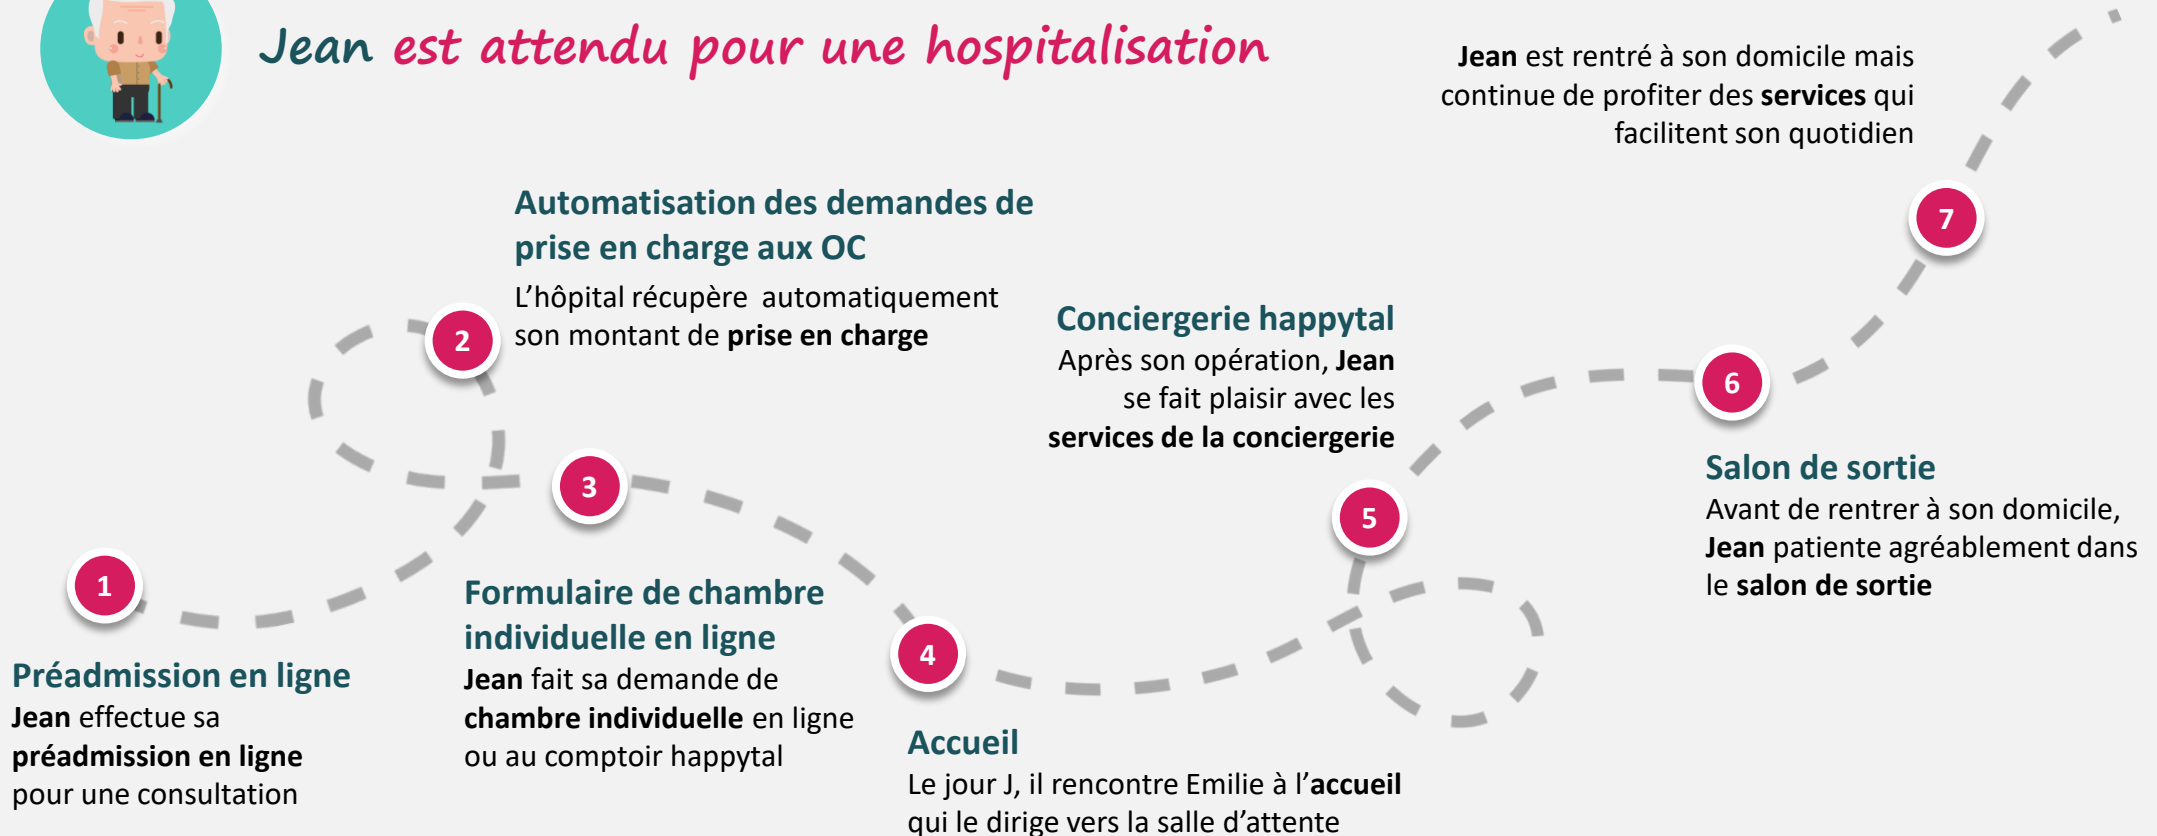 Jean est attendu pour une hospitalisation
1
Préadmission en ligne
Jean effectue sa
préadmission en ligne
pour une consultation
2
Automatisation des demandes de
prise en charge aux OC
L’hôpital récupère automatiquement
son montant de prise en charge
3
Formulaire de chambre
individuelle en ligne
Jean fait sa demande de
chambre individuelle en ligne
ou au comptoir happytal
4
Accueil
Le jour J, il rencontre Emilie à l’accueil
qui le dirige vers la salle d’attente
5
Conciergerie happytal
Après son opération, Jean
se fait plaisir avec les
services de la conciergerie
6
Salon de sortie
Avant de rentrer à son domicile,
Jean patiente agréablement dans
le salon de sortie
7
Jean est rentré à son domicile mais
continue de profiter des services qui
facilitent son quotidien